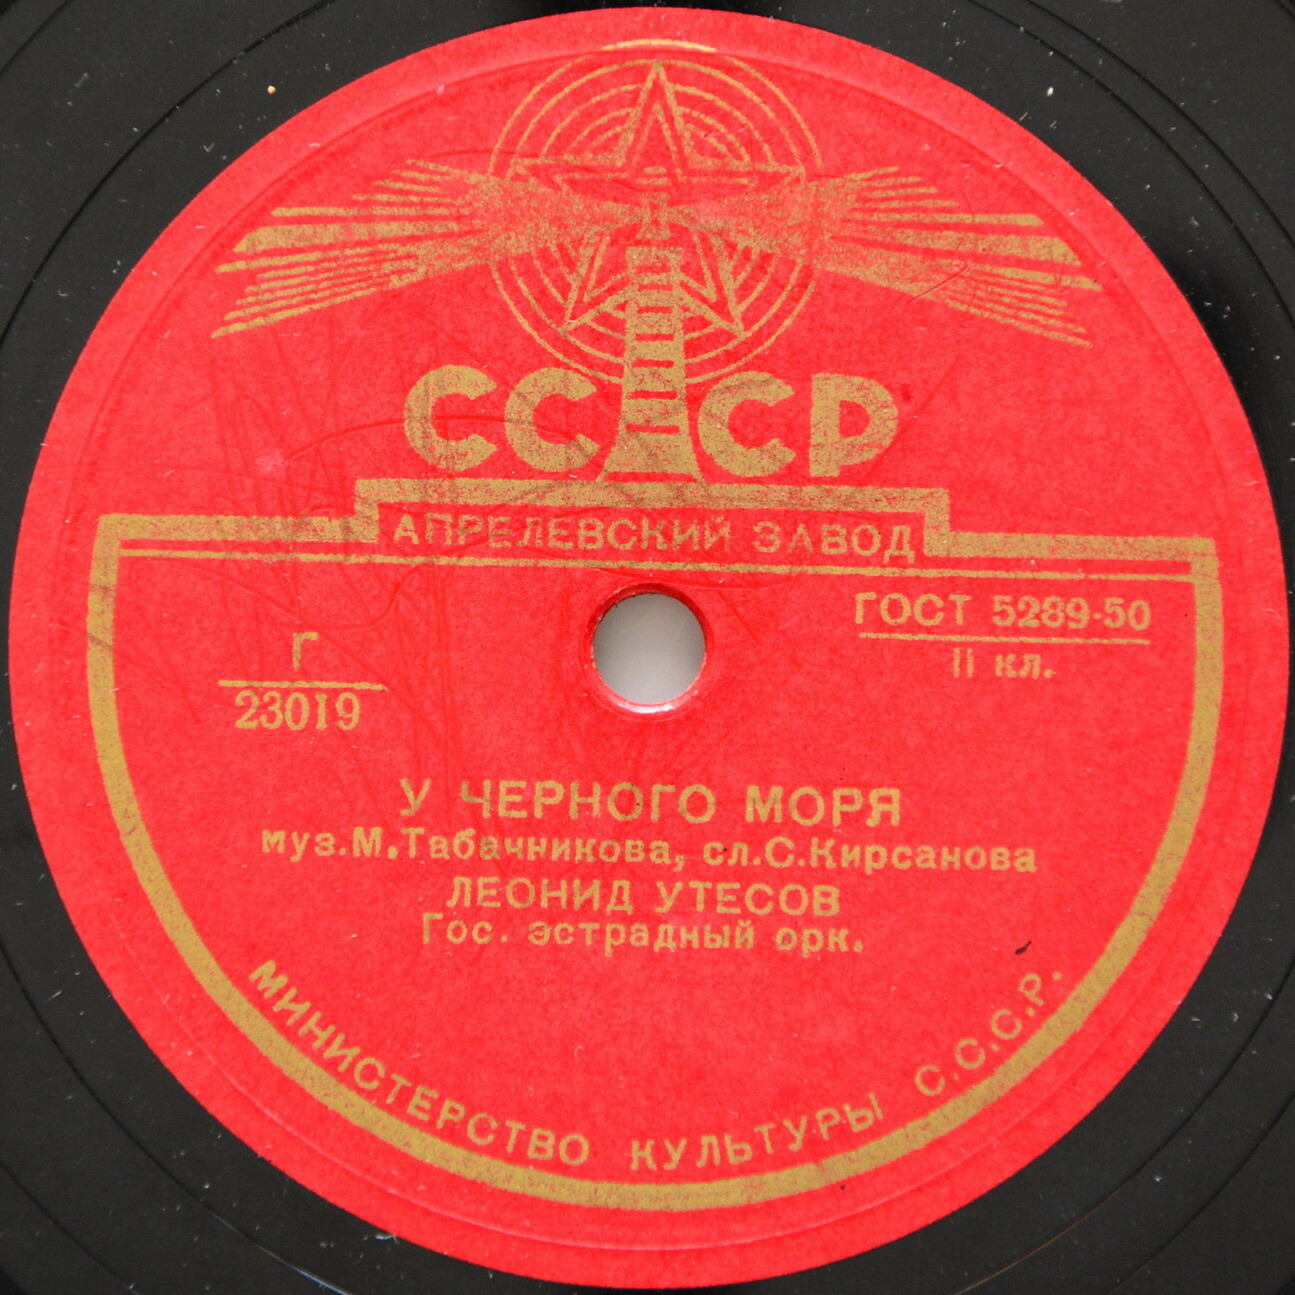 СССР
АПРЕЛЕВСКИЙ ЗАВОД
ГОСТ 5289-50
II кл.
Г
23019
У ЧЕРНОГО МОРЯ
муз.М.Табачникова, сл.С.Кирсанова
ЛЕОНИД УТЕСОВ
Гос. эстрадный орк.
МИНИСТЕРСТВО КУЛЬТУРЫ С.С.С.Р.